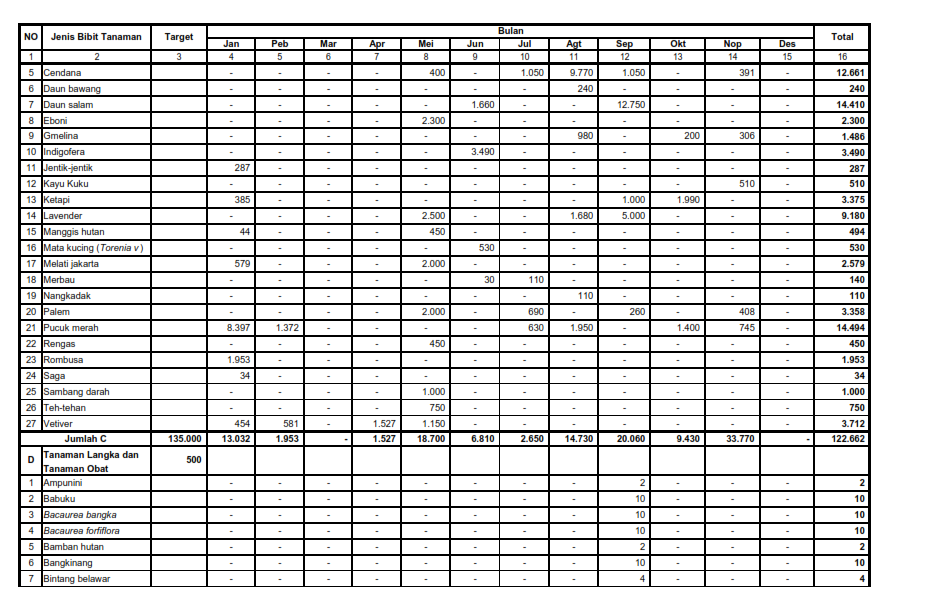 NO Jenis Bibit Tanaman Target Bulan Total
Jan Peb Mar Apr Mei Jun Jul Agt Sep Okt Nop Des
1 2 3 4 5 6 7 8 9 10 11 12 13 14 15 16
5 Cendana - - - - 400 - 1.050 9.770 1.050 - 391 - 12.661
6 Daun bawang - - - - - - - 240 - - - - 240
7 Daun salam - - - - - 1.660 - - 12.750 - - - 14.410
8 Eboni - - - - 2.300 - - - - - - - 2.300
9 Gmelina - - - - - - - 980 - 200 306 - 1.486
10 Indigofera - - - - - 3.490 - - - - - - 3.490
11 Jentik-jentik 287 - - - - - - - - - - - 287
12 Kayu Kuku - - - - - - - - - - 510 - 510
13 Ketapi 385 - - - - - - - 1.000 1.990 - - 3.375
14 Lavender - - - - 2.500 - - 1.680 5.000 - - - 9.180
15 Manggis hutan 44 - - - 450 - - - - - - - 494
16 Mata kucing (Torenia v) - - - - - 530 - - - - - - 530
17 Melati jakarta 579 - - - 2.000 - - - - - - - 2.579
18 Merbau - - - - - 30 110 - - - - - 140
19 Nangkadak - - - - - - - 110 - - - - 110
20 Palem - - - - 2.000 - 690 - 260 - 408 - 3.358
21 Pucuk merah 8.397 1.372 - - - - 630 1.950 - 1.400 745 - 14.494
22 Rengas - - - - 450 - - - - - - - 450
23 Rombusa 1.953 - - - - - - - - - - - 1.953
24 Saga 34 - - - - - - - - - - - 34
25 Sambang darah - - - - 1.000 - - - - - - - 1.000
26 Teh-tehan - - - - 750 - - - - - - - 750
27 Vetiver 454 581 - 1.527 1.150 - - - - - - - 3.712
Jumlah C 135.000 13.032 1.953 - 1.527 18.700 6.810 2.650 14.730 20.060 9.430 33.770 - 122.662
D Tanaman Langka dan 500
Tanaman Obat
1 Ampunini - - - - - - - - 2 - - - 2
2 Babuku - - - - - - - - 10 - - - 10
3 Bacaurea bangka - - - - - - - - 10 - - - 10
4 Bacaurea forfiflora - - - - - - - - 10 - - - 10
5 Bamban hutan - - - - - - - - 2 - - - 2
6 Bangkinang - - - - - - - - 10 - - - 10
7 Bintang belawar - - - - - - - - 4 - - - 4